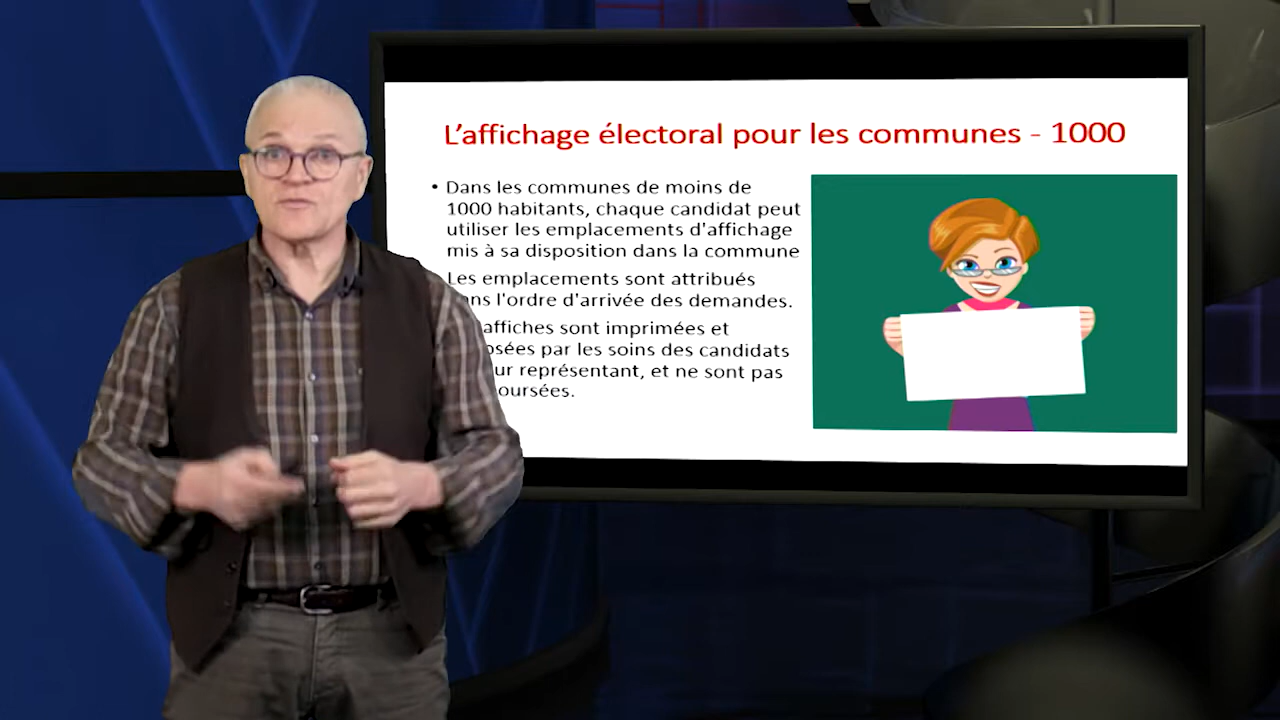 L'affichage électoral pour les communes - 1000
• Dans les communes de moins de
1000 habitants, chaque candidat peut
utiliser les emplacements d'affichage
mis à sa disposition dans la commune
Les emplacements sont attribués
l'ordre d'arrivée des demandes.
affiches sont imprimées et
par les soins des candidats
représentant, et ne sont pas